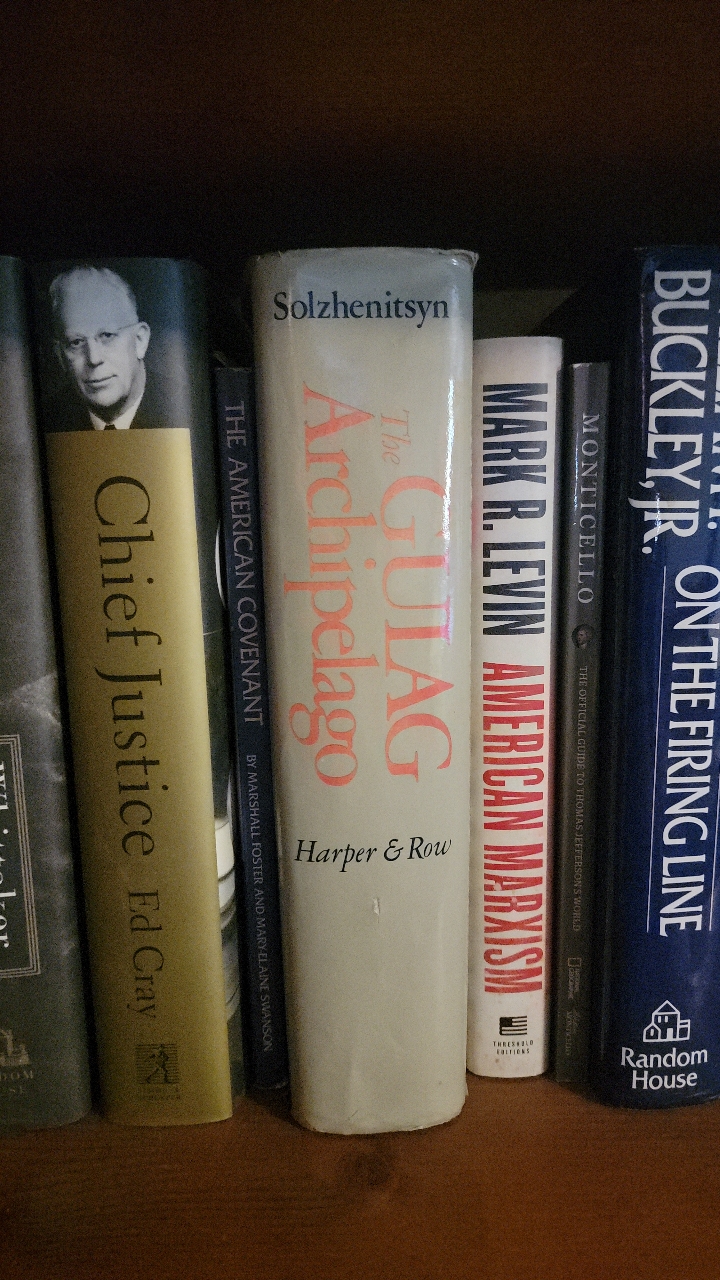 Chief Justice Ed Gray
THE AMERICAN COVENANT BY MARSHALL FOSTER AND MARY-ELAINE SWANSON
Solzhenitsyn
The GULAG
Archipelago
Harper & Row
MARK R. LEVIN AMERICAN MARXISM
THRESHOLD
EDITIONS
MONTICELLO THE OFFICIAL GUIDE TO THOMAS JEFFERSON'S WORLD
BUCKLEY, JR.
ON THE FIRING LINE
Random
House